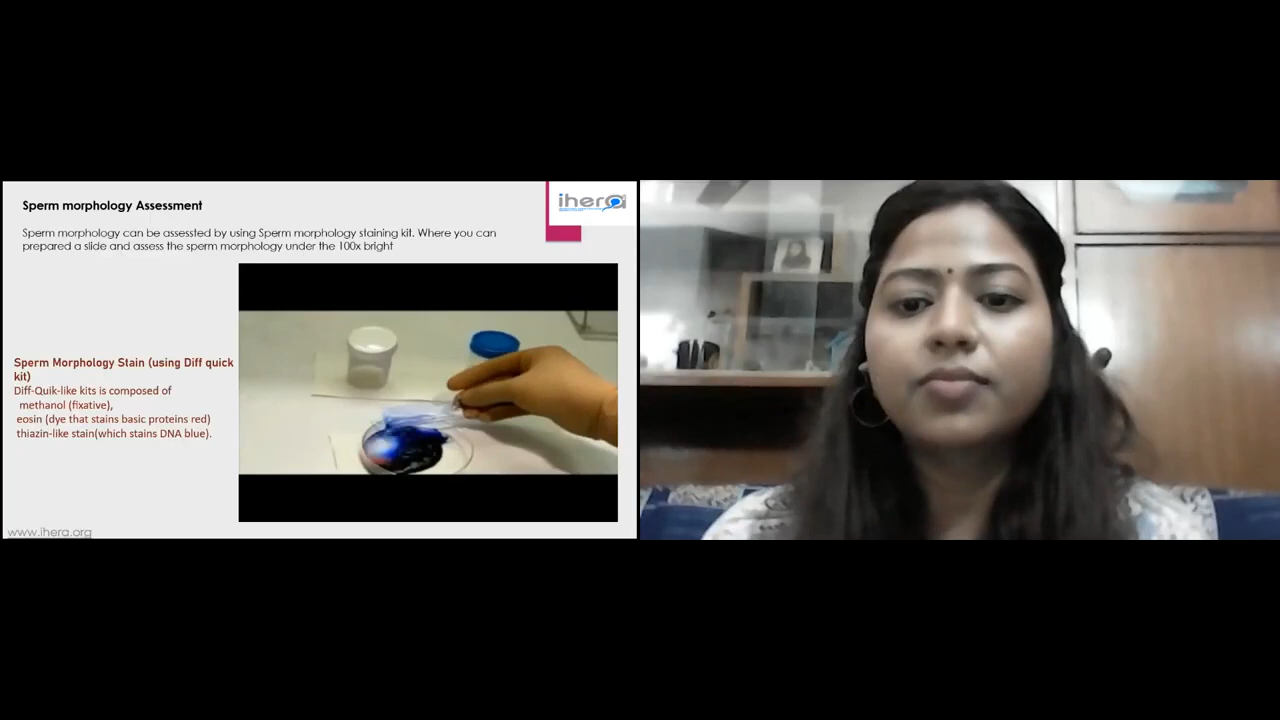 Sperm morphology Assessment
ihera
Sperm morphology can be assessted by using Sperm morphology staining kit. Where you can
prepared a slide and assess the sperm morphology under the 100x bright
Sperm Morphology Stain (using Diff quick
kit)
Diff-Quik-like kits is composed of
methanol (fixative),
eosin (dye that stains basic proteins red)
thiazin-like stain(which stains DNA blue).
www.ihera.org